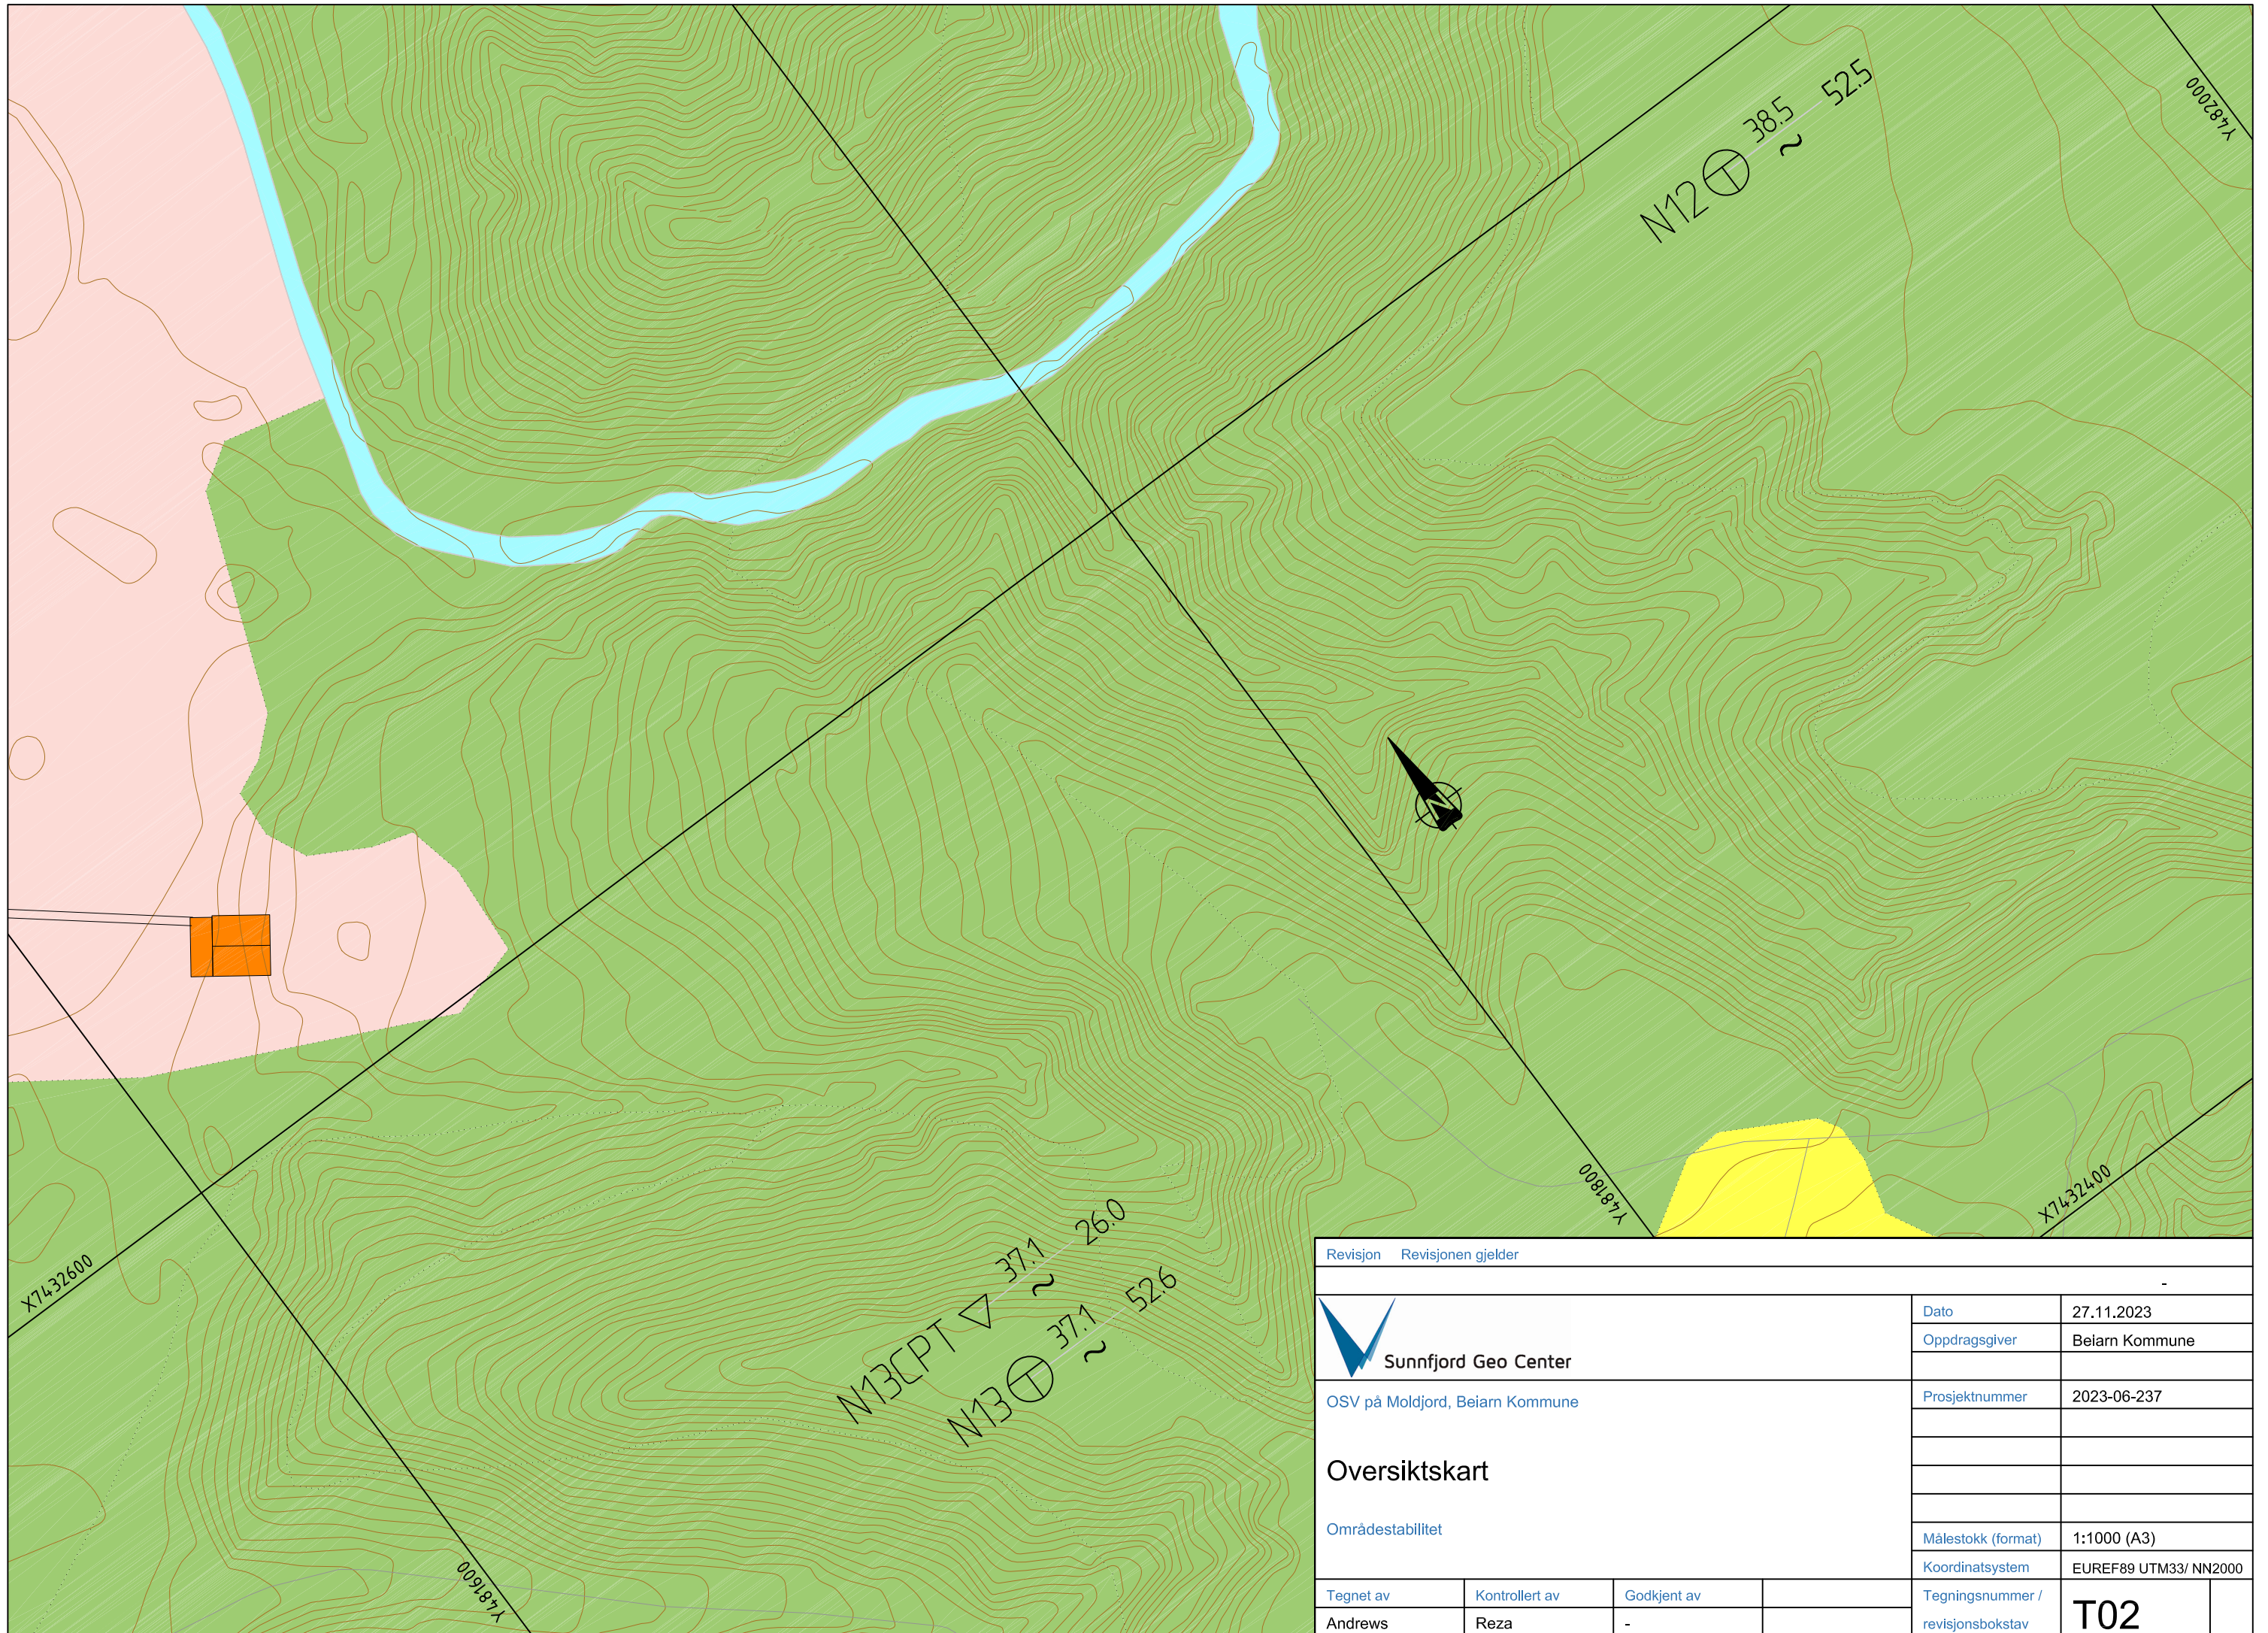 Y482000
N12 38.5 ~ 52.5
N
Y481800
X7432400
X7432600
N13CPT 37.1 ~ 26.0
N13 37.1 ~ 52.6
Y481600
Revisjon Revisjonen gjelder
-
Sunnfjord Geo Center
Dato 27.11.2023
Oppdragsgiver Beiarn Kommune
OSV på Moldjord, Beiarn Kommune
Prosjektnummer 2023-06-237
Oversiktskart
Områdestabilitet
Målestokk (format) 1:1000 (A3)
Koordinatsystem EUREF89 UTM33/ NN2000
Tegnet av Kontrollert av Godkjent av
Andrews Reza -
Tegningsnummer /
revisjonsbokstav
T02